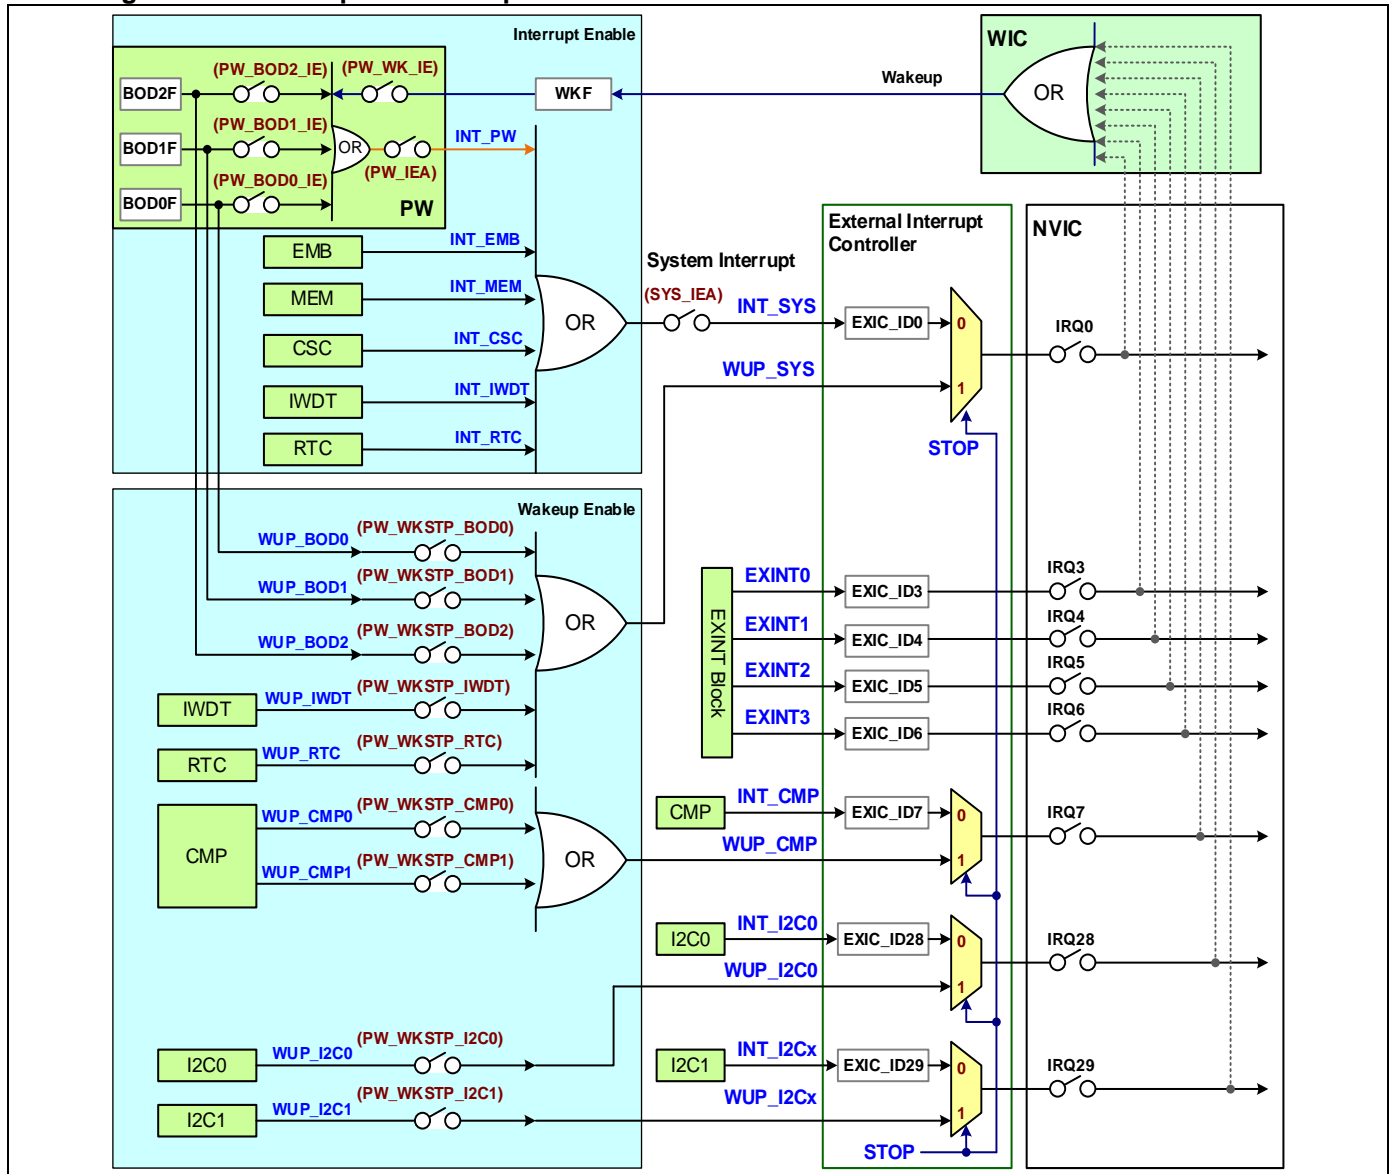 Interrupt Enable
WIC
(PW_BOD2_IE)
(PW_WK_IE)
Wakeup
BOD2F
WKF
OR
(PW_BOD1_IE)
INT_PW
BOD1F
OR
(PW_IEA)
(PW_BOD0_IE)
BOD0F
PW
External Interrupt
Controller
NVIC
EMB
INT_EMB
System Interrupt
MEM
INT_MEM
(SYS_IEA)
INT_SYS
OR
EXIC_ID0
0
IRQ0
CSC
INT_CSC
WUP_SYS
1
IWDT
INT_IWDT
RTC
INT_RTC
STOP
Wakeup Enable
WUP_BOD0
(PW_WKSTP_BOD0)
WUP_BOD1
(PW_WKSTP_BOD1)
OR
WUP_BOD2
(PW_WKSTP_BOD2)
EXINT Block
EXINT0
EXIC_ID3
IRQ3
EXINT1
EXIC_ID4
IRQ4
EXINT2
EXIC_ID5
IRQ5
EXINT3
EXIC_ID6
IRQ6
IWDT
WUP_IWDT
(PW_WKSTP_IWDT)
RTC
WUP_RTC
(PW_WKSTP_RTC)
CMP
WUP_CMP0
(PW_WKSTP_CMP0)
WUP_CMP1
(PW_WKSTP_CMP1)
OR
CMP
INT_CMP
EXIC_ID7
0
IRQ7
WUP_CMP
1
I2C0
INT_I2C0
EXIC_ID28
0
IRQ28
WUP_I2C0
1
I2C0
WUP_I2C0
(PW_WKSTP_I2C0)
I2C1
INT_I2Cx
EXIC_ID29
0
IRQ29
WUP_I2Cx
1
I2C1
WUP_I2C1
(PW_WKSTP_I2C1)
STOP